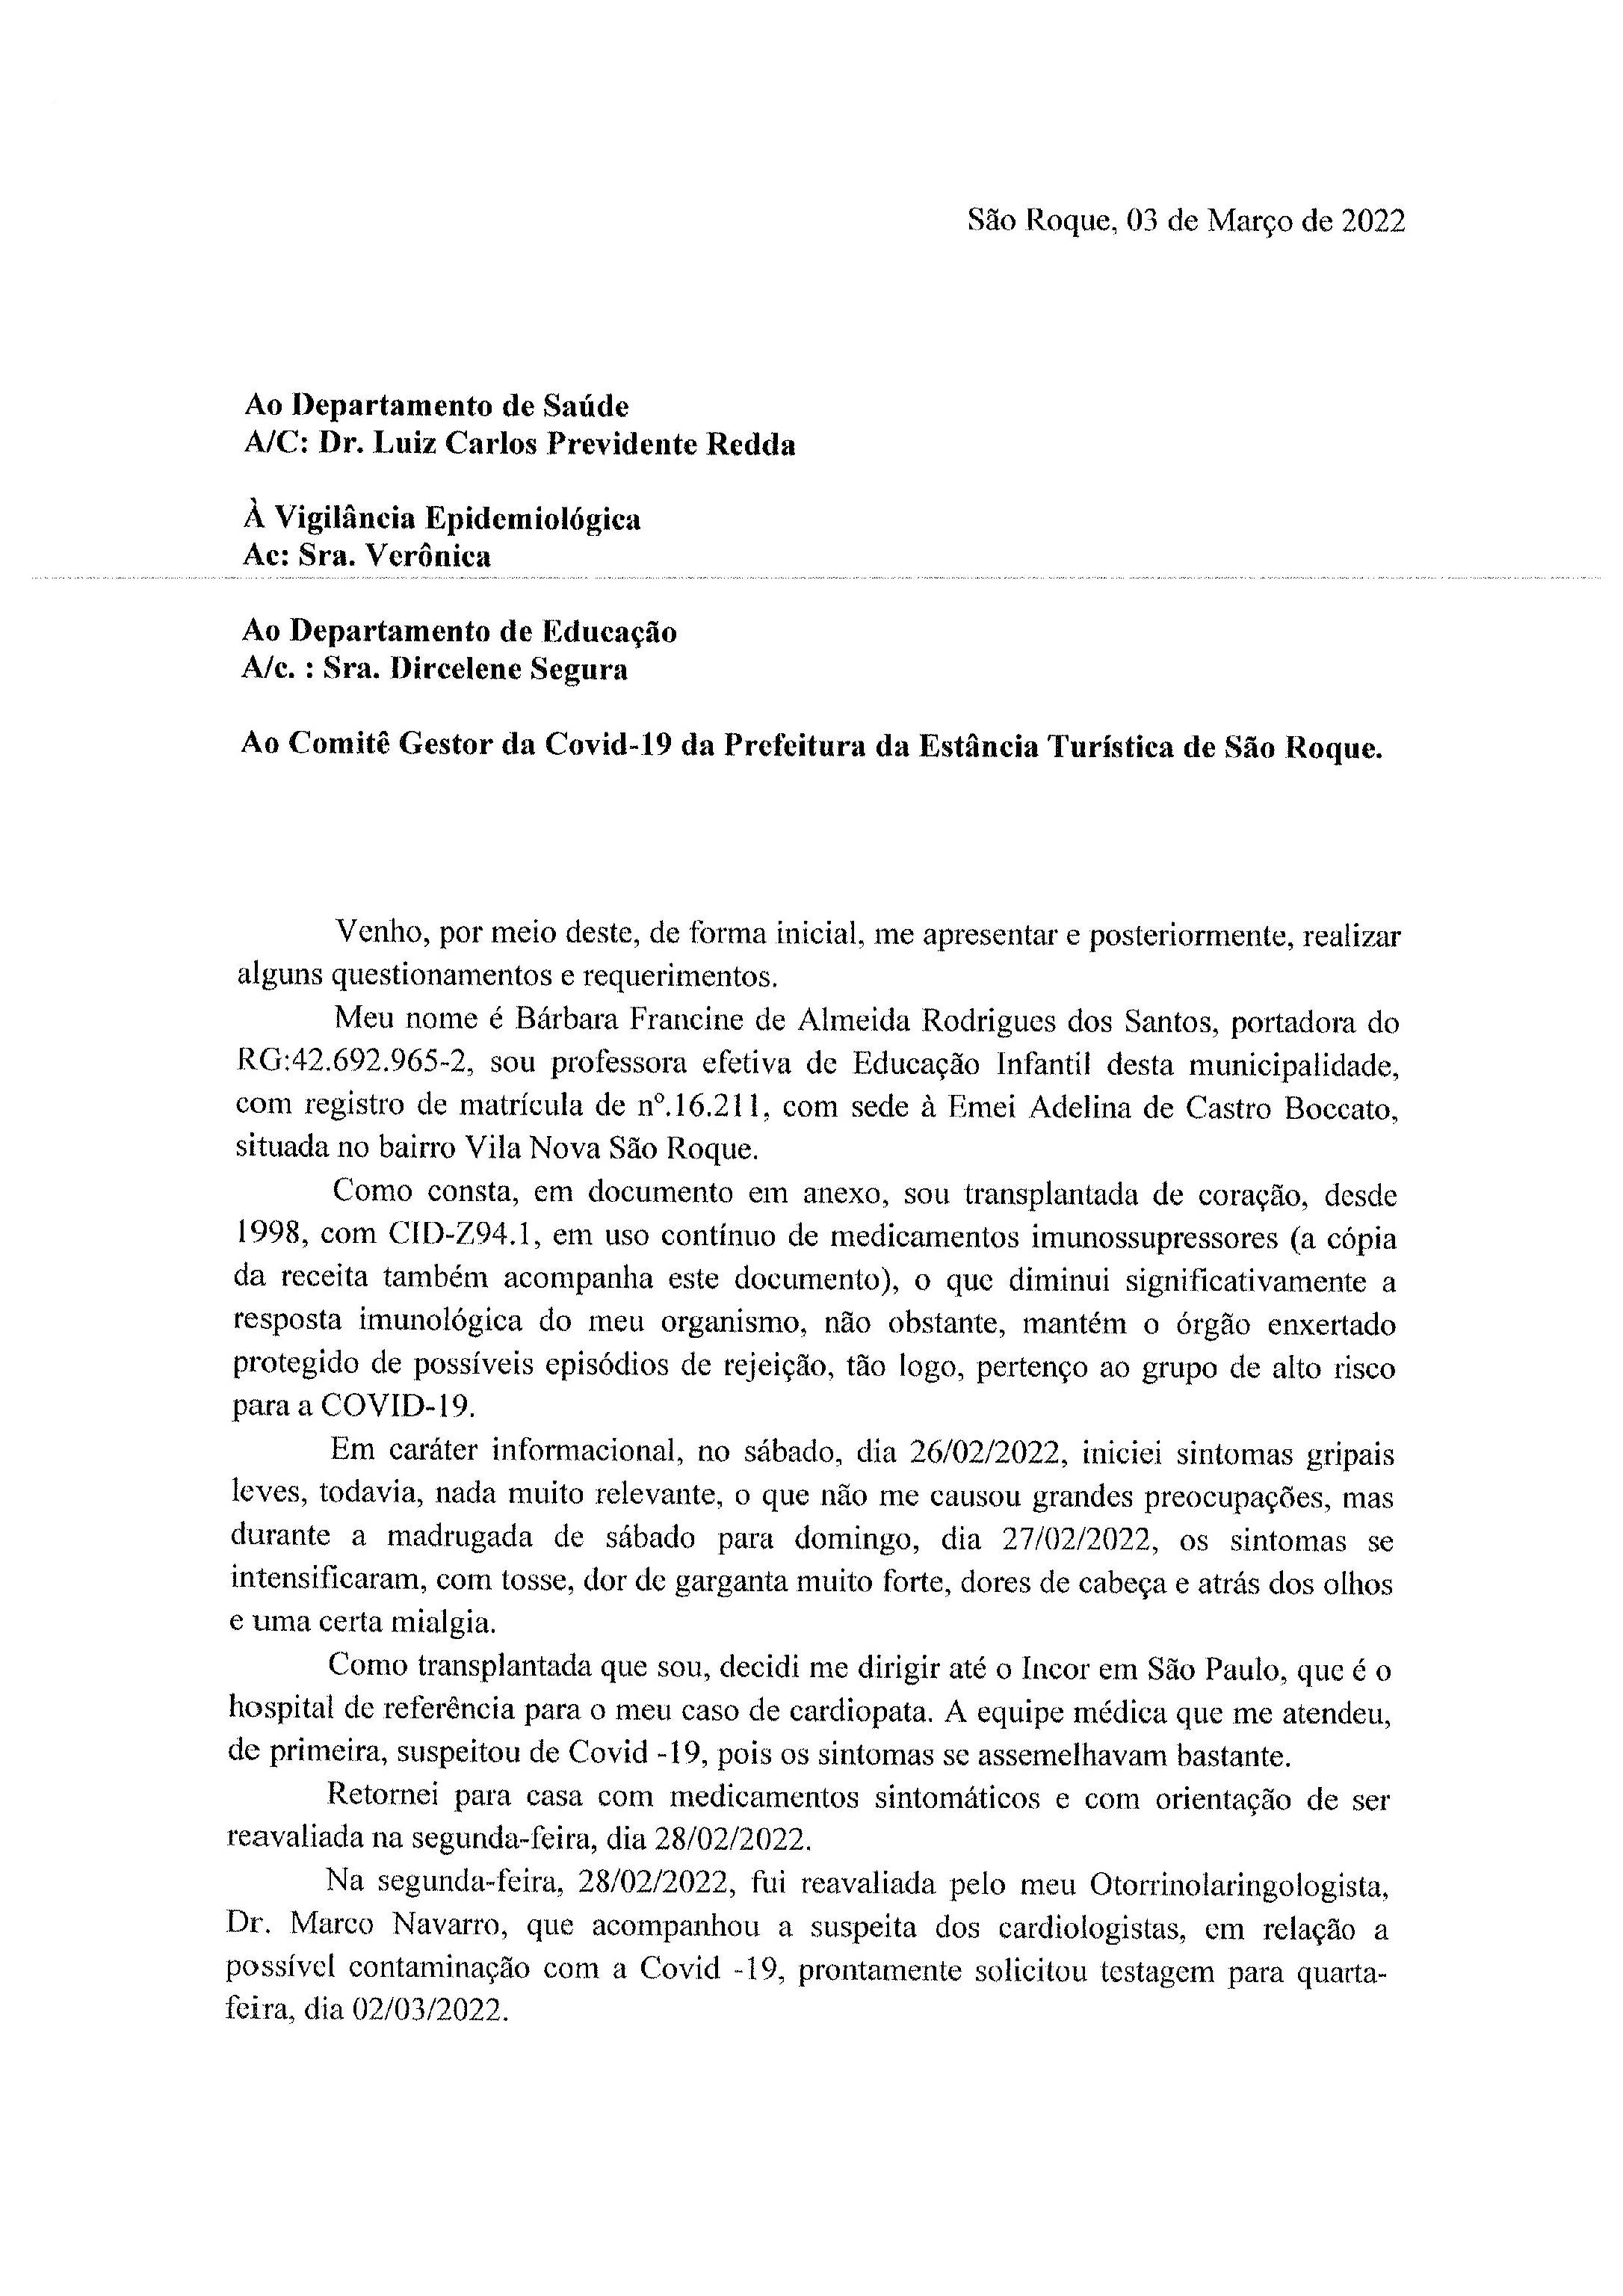 São Roque, 03 de Março de 2022
Ao Departamento de Saúde
A/C: Dr. Luiz Carlos Previdente Redda
À Vigilância Epidemiológica
Ac: Sra. Verônica
Ao Departamento de Educação
A/c. : Sra. Dircelene Segura
Ao Comitê Gestor da Covid-19 da Prefeitura da Estância Turística de São Roque.
Venho, por meio deste, de forma inicial, me apresentar e posteriormente, realizar
alguns questionamentos e requerimentos.
Meu nome é Bárbara Francine de Almeida Rodrigues dos Santos, portadora do
RG:42.692.965-2, sou professora efetiva de Educação Infantil desta municipalidade,
com registro de matrícula de nº.16.211, com sede à Emei Adelina de Castro Boccato,
situada no bairro Vila Nova São Roque.
Como consta, em documento em anexo, sou transplantada de coração, desde
1998, com CID-Z94.1, em uso contínuo de medicamentos imunossupressores (a cópia
da receita também acompanha este documento), o que diminui significativamente a
resposta imunológica do meu organismo, não obstante, mantém o órgão enxertado
protegido de possíveis episódios de rejeição, tão logo, pertenço ao grupo de alto risco
para a COVID-19.
Em caráter informacional, no sábado, dia 26/02/2022, iniciei sintomas gripais
leves, todavia, nada muito relevante, o que não me causou grandes preocupações, mas
durante a madrugada de sábado para domingo, dia 27/02/2022, os sintomas se
intensificaram, com tosse, dor de garganta muito forte, dores de cabeça e atrás dos olhos
e uma certa mialgia.
Como transplantada que sou, decidi me dirigir até o Incor em São Paulo, que é o
hospital de referência para o meu caso de cardiopata. A equipe médica que me atendeu,
de primeira, suspeitou de Covid -19, pois os sintomas se assemelhavam bastante.
Retornei para casa com medicamentos sintomáticos e com orientação de ser
reavaliada na segunda-feira, dia 28/02/2022.
Na segunda-feira, 28/02/2022, fui reavaliada pelo meu Otorrinolaringologista,
Dr. Marco Navarro, que acompanhou a suspeita dos cardiologistas, em relação a
possível contaminação com a Covid -19, prontamente solicitou testagem para quarta-
feira, dia 02/03/2022.